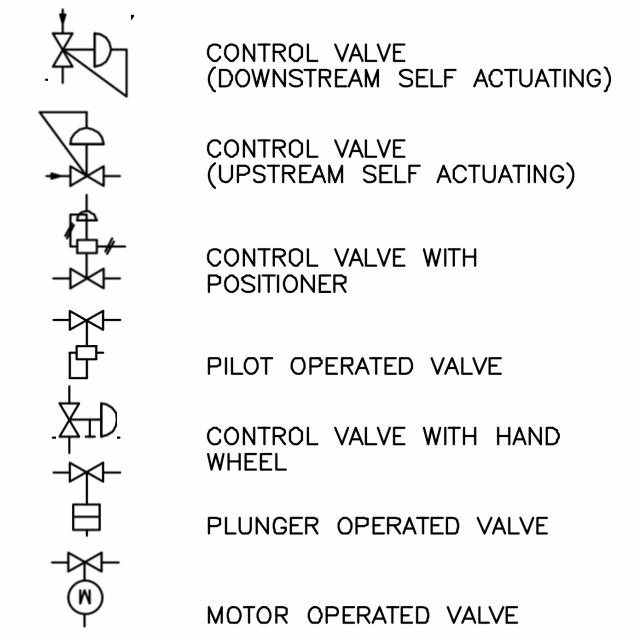 CONTROL VALVE
(DOWNSTREAM SELF ACTUATING)
CONTROL VALVE
(UPSTREAM SELF ACTUATING)
CONTROL VALVE WITH
POSITIONER
PILOT OPERATED VALVE
CONTROL VALVE WITH HAND
WHEEL
PLUNGER OPERATED VALVE
M
MOTOR OPERATED VALVE